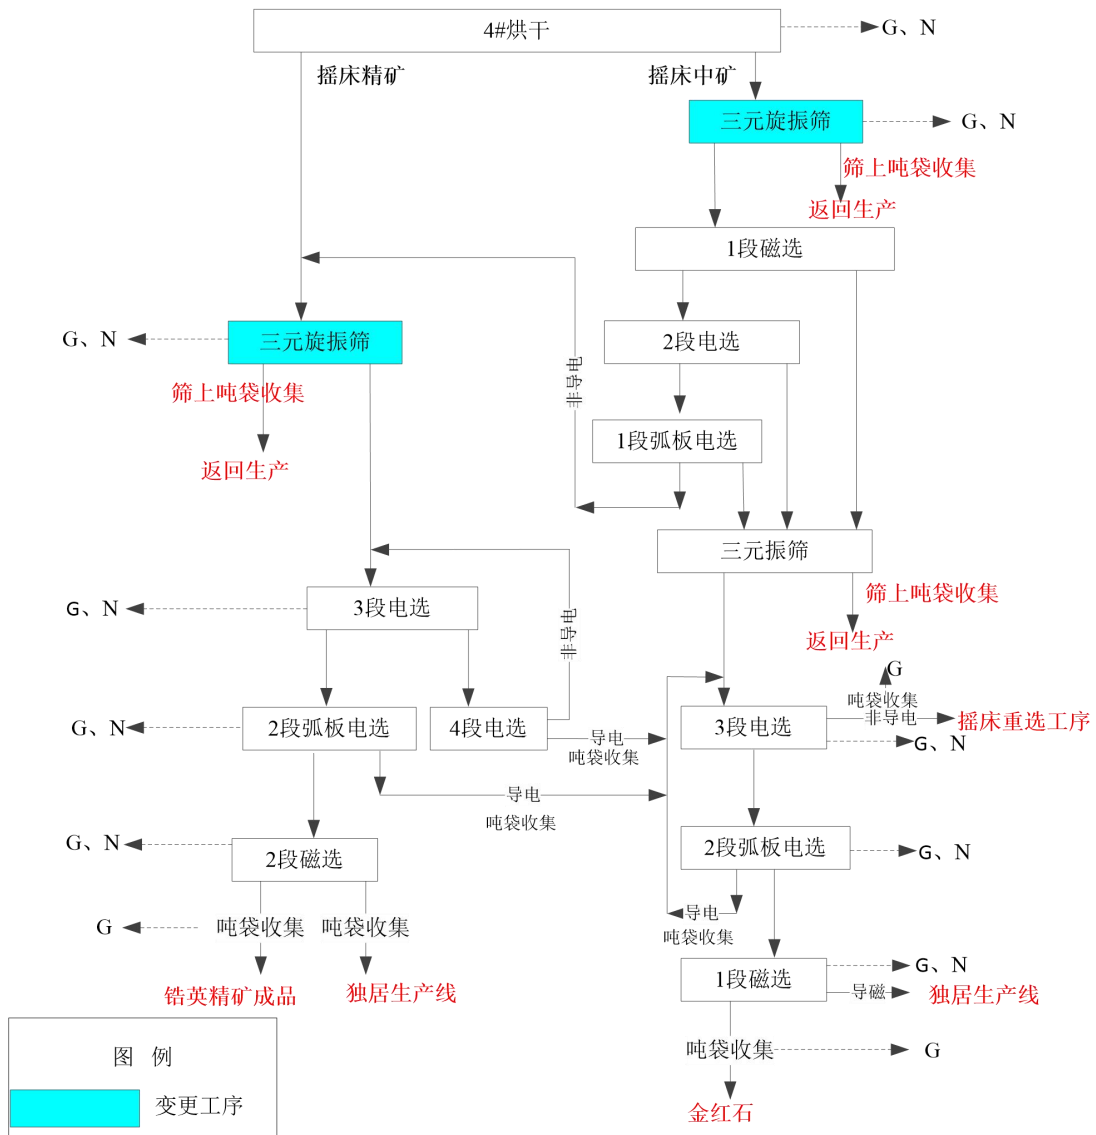 4#烘干
G、N
摇床精矿
摇床中矿
三元旋振筛
G、N
筛上吨袋收集
返回生产
1段磁选
三元旋振筛
G、N
2段电选
非导电
筛上吨袋收集
返回生产
1段弧板电选
三元振筛
筛上吨袋收集
返回生产
3段电选
G、N
非导电
G
吨袋收集
非导电
摇床重选工序
2段弧板电选
G、N
4段电选
导电
吨袋收集
3段电选
G、N
导电
吨袋收集
2段磁选
G、N
2段弧板电选
G、N
导电
吨袋收集
G
吨袋收集
吨袋收集
锆英精矿成品
独居生产线
1段磁选
G、N
导磁
独居生产线
吨袋收集
G
金红石
图 例
变更工序